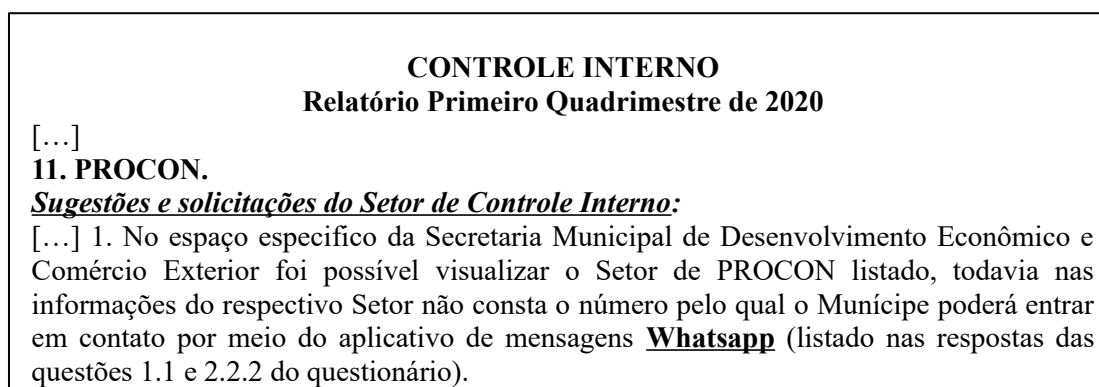 CONTROLE INTERNO
Relatório Primeiro Quadrimestre de 2020
[…]
11. PROCON.
Sugestões e solicitações do Setor de Controle Interno:
[…] 1. No espaço especifico da Secretaria Municipal de Desenvolvimento Econômico e
Comércio Exterior foi possível visualizar o Setor de PROCON listado, todavia nas
informações do respectivo Setor não consta o número pelo qual o Munícipe poderá entrar
em contato por meio do aplicativo de mensagens Whatsapp (listado nas respostas das
questões 1.1 e 2.2.2 do questionário).